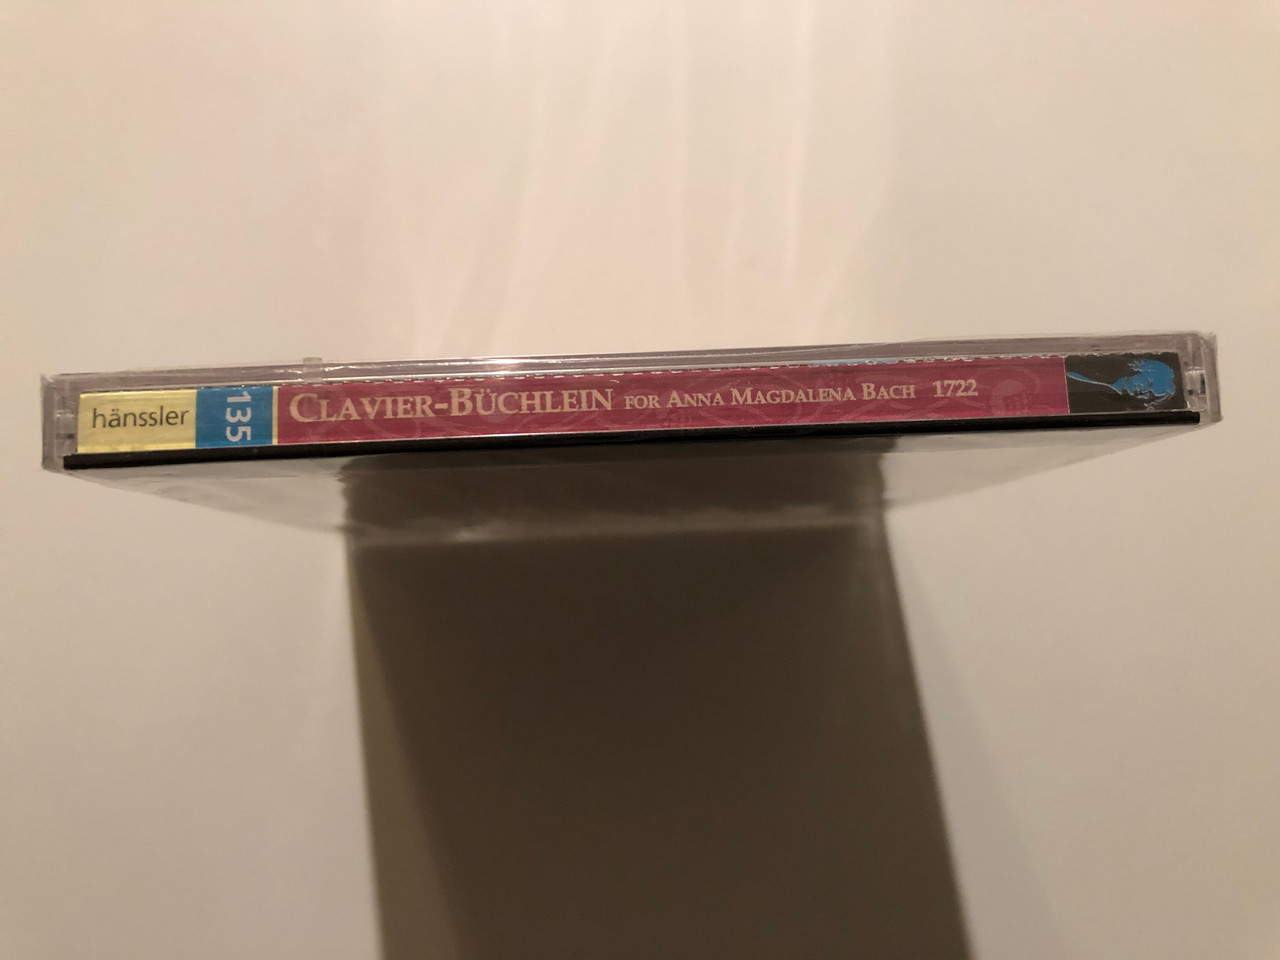 hänssler
135
CLAVIER-BÜCHLEIN FOR ANNA MAGDALENA BACH 1722